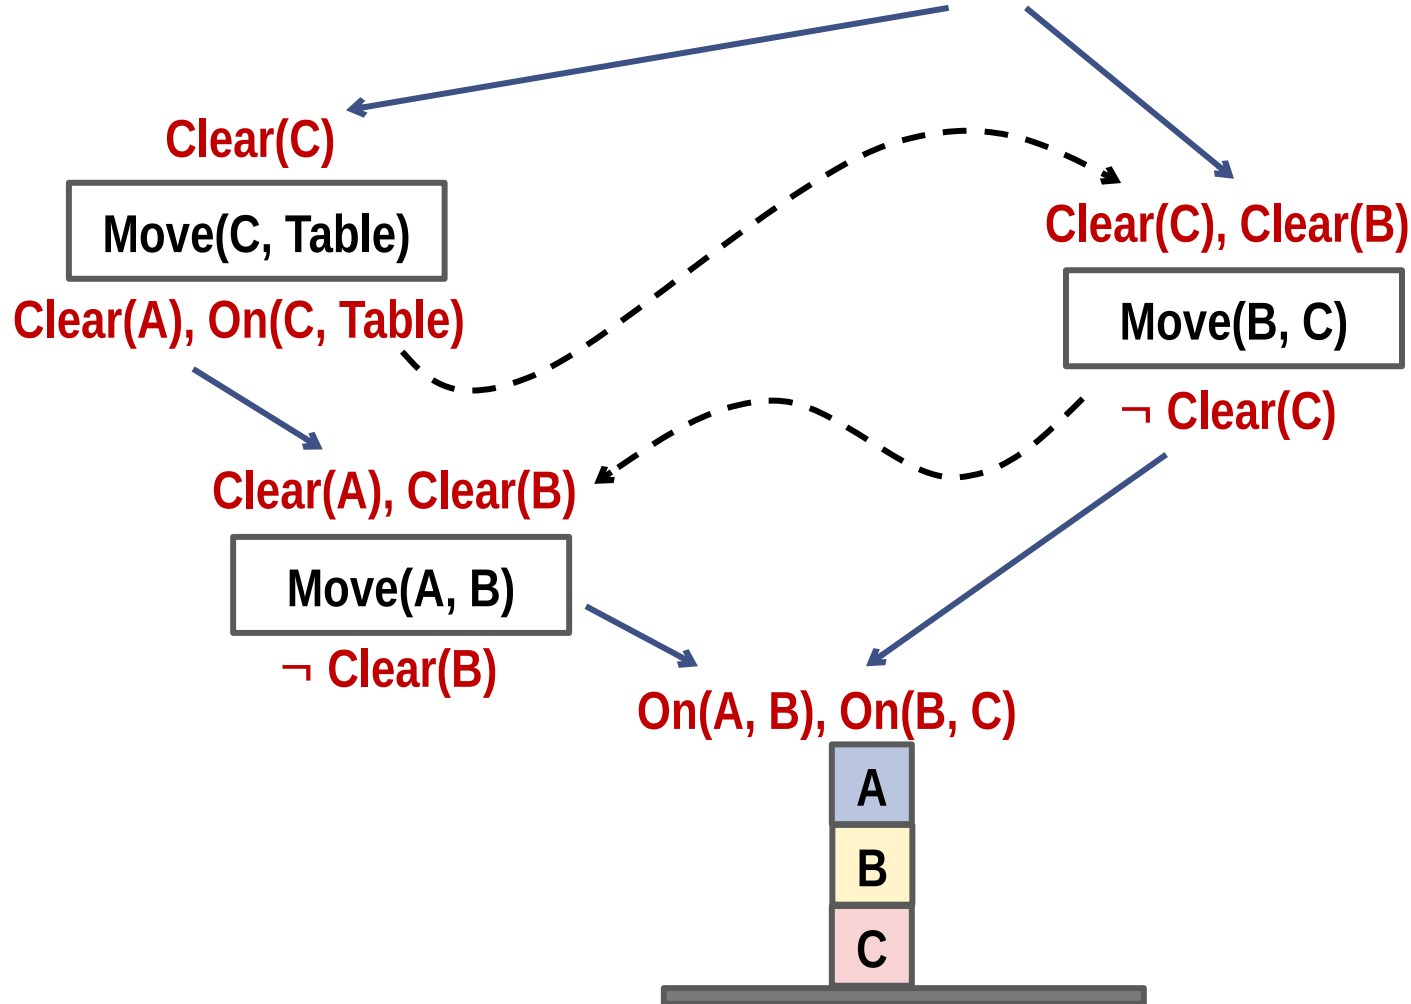 Clear(C)
Move(C, Table)
Clear(A), On(C, Table)
Clear(C), Clear(B)
Move(B, C)
¬ Clear(C)
Clear(A), Clear(B)
Move(A, B)
¬ Clear(B)
On(A, B), On(B, C)
A
B
C